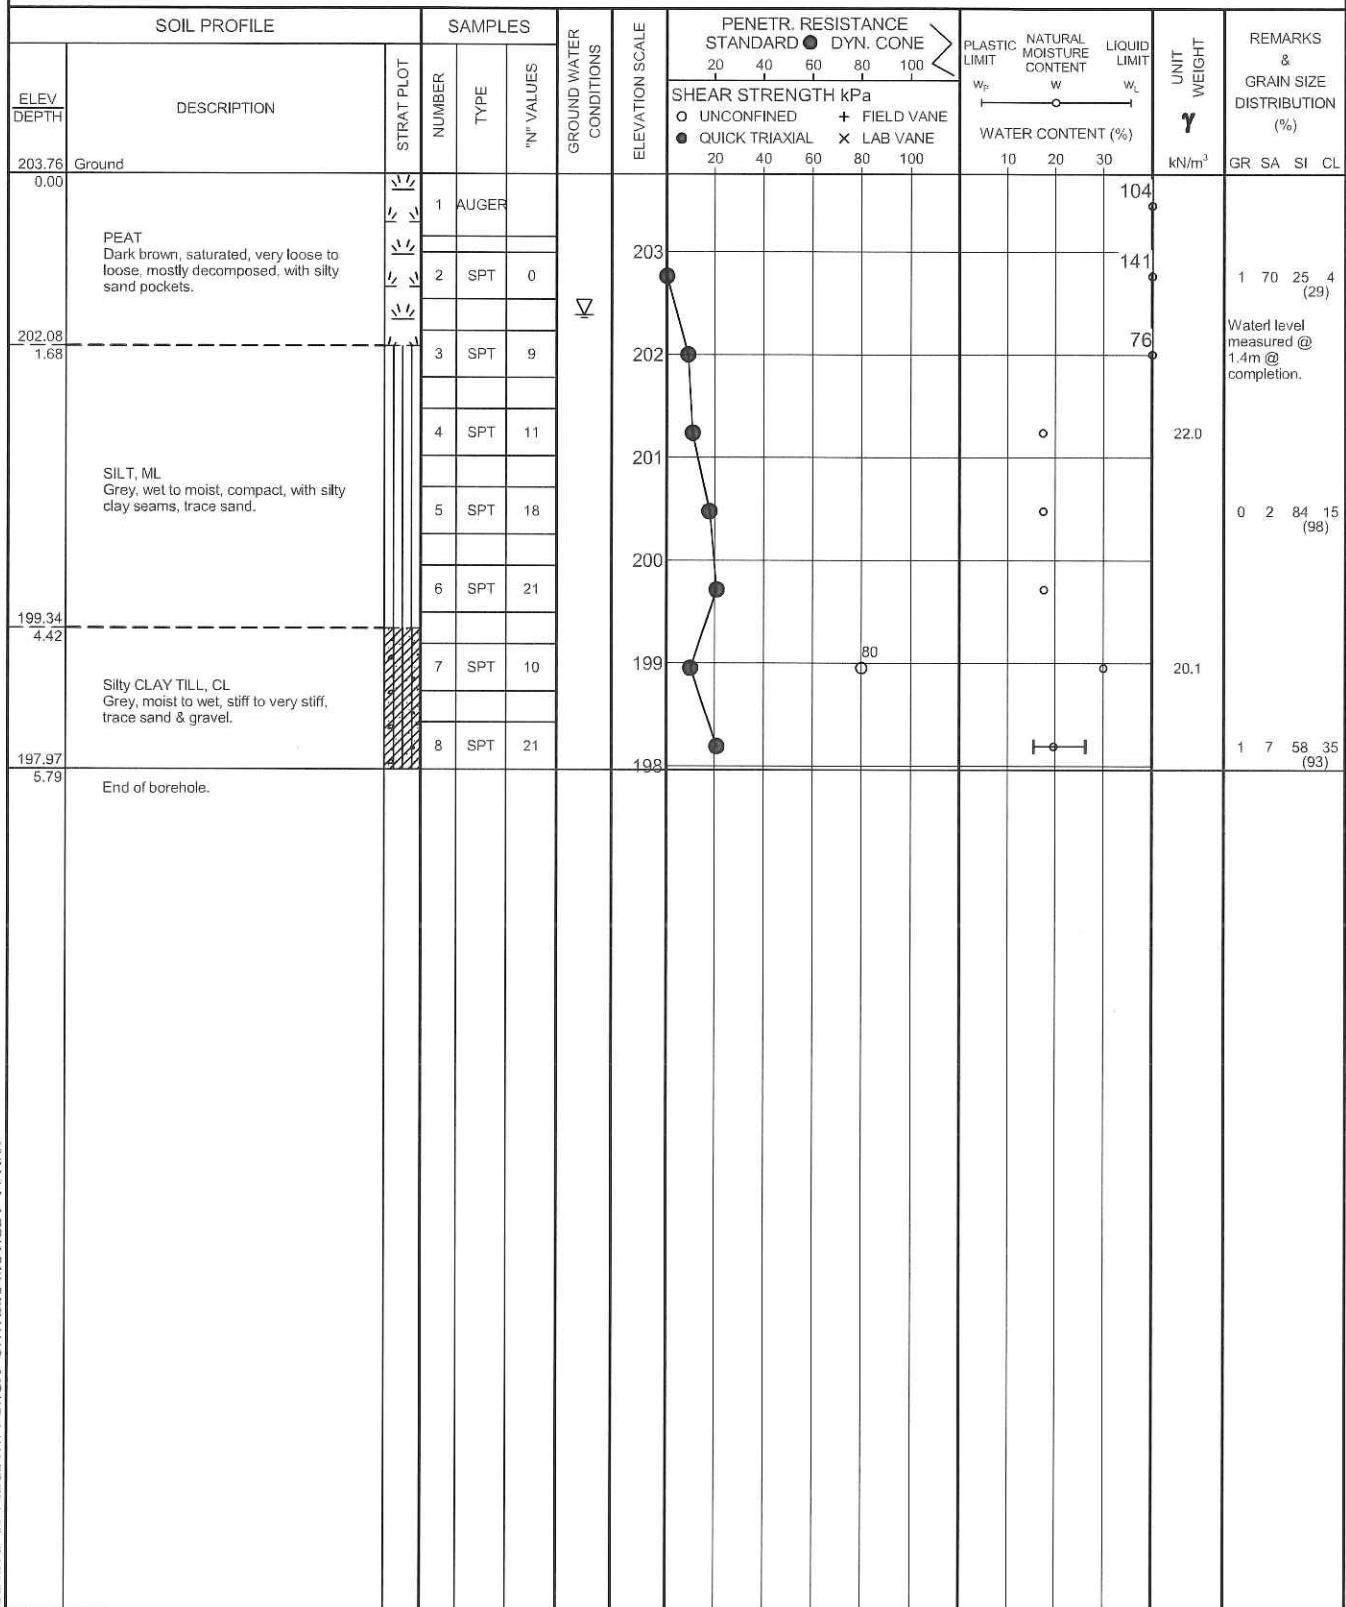 SOIL PROFILE
SAMPLES
GROUND WATER
CONDITIONS
ELEVATION SCALE
PENETR. RESISTANCE
STANDARD DYN. CONE
20 40 60 80 100
SHEAR STRENGTH kPa
UNCONFINED + FIELD VANE
QUICK TRIAXIAL × LAB VANE
20 40 60 80 100
PLASTIC
LIMIT
NATURAL
MOISTURE
CONTENT
LIQUID
LIMIT
WP W WL
WATER CONTENT (%)
10 20 30
UNIT
WEIGHT
γ
kN/m³
REMARKS
&
GRAIN SIZE
DISTRIBUTION
(%)
GR SA SI CL
ELEV
DEPTH
DESCRIPTION
STRAT PLOT
NUMBER
TYPE
"N" VALUES
203.76 Ground
0.00
104
1 AUGER
PEAT
Dark brown, saturated, very loose to
loose, mostly decomposed, with silty
sand pockets.
203
141
2 SPT 0
1 70 25 4
(29)
Waterl level
measured @
1.4m @
completion.
202.08
1.68
76
3 SPT 9
202
4 SPT 11
22.0
201
SILT, ML
Grey, wet to moist, compact, with silty
clay seams, trace sand.
5 SPT 18
0 2 84 15
(98)
200
6 SPT 21
199.34
4.42
80
7 SPT 10
199
20.1
Silty CLAY TILL, CL
Grey, moist to wet, stiff to very stiff,
trace sand & gravel.
8 SPT 21
1 7 58 35
(93)
197.97
198
5.79
End of borehole.